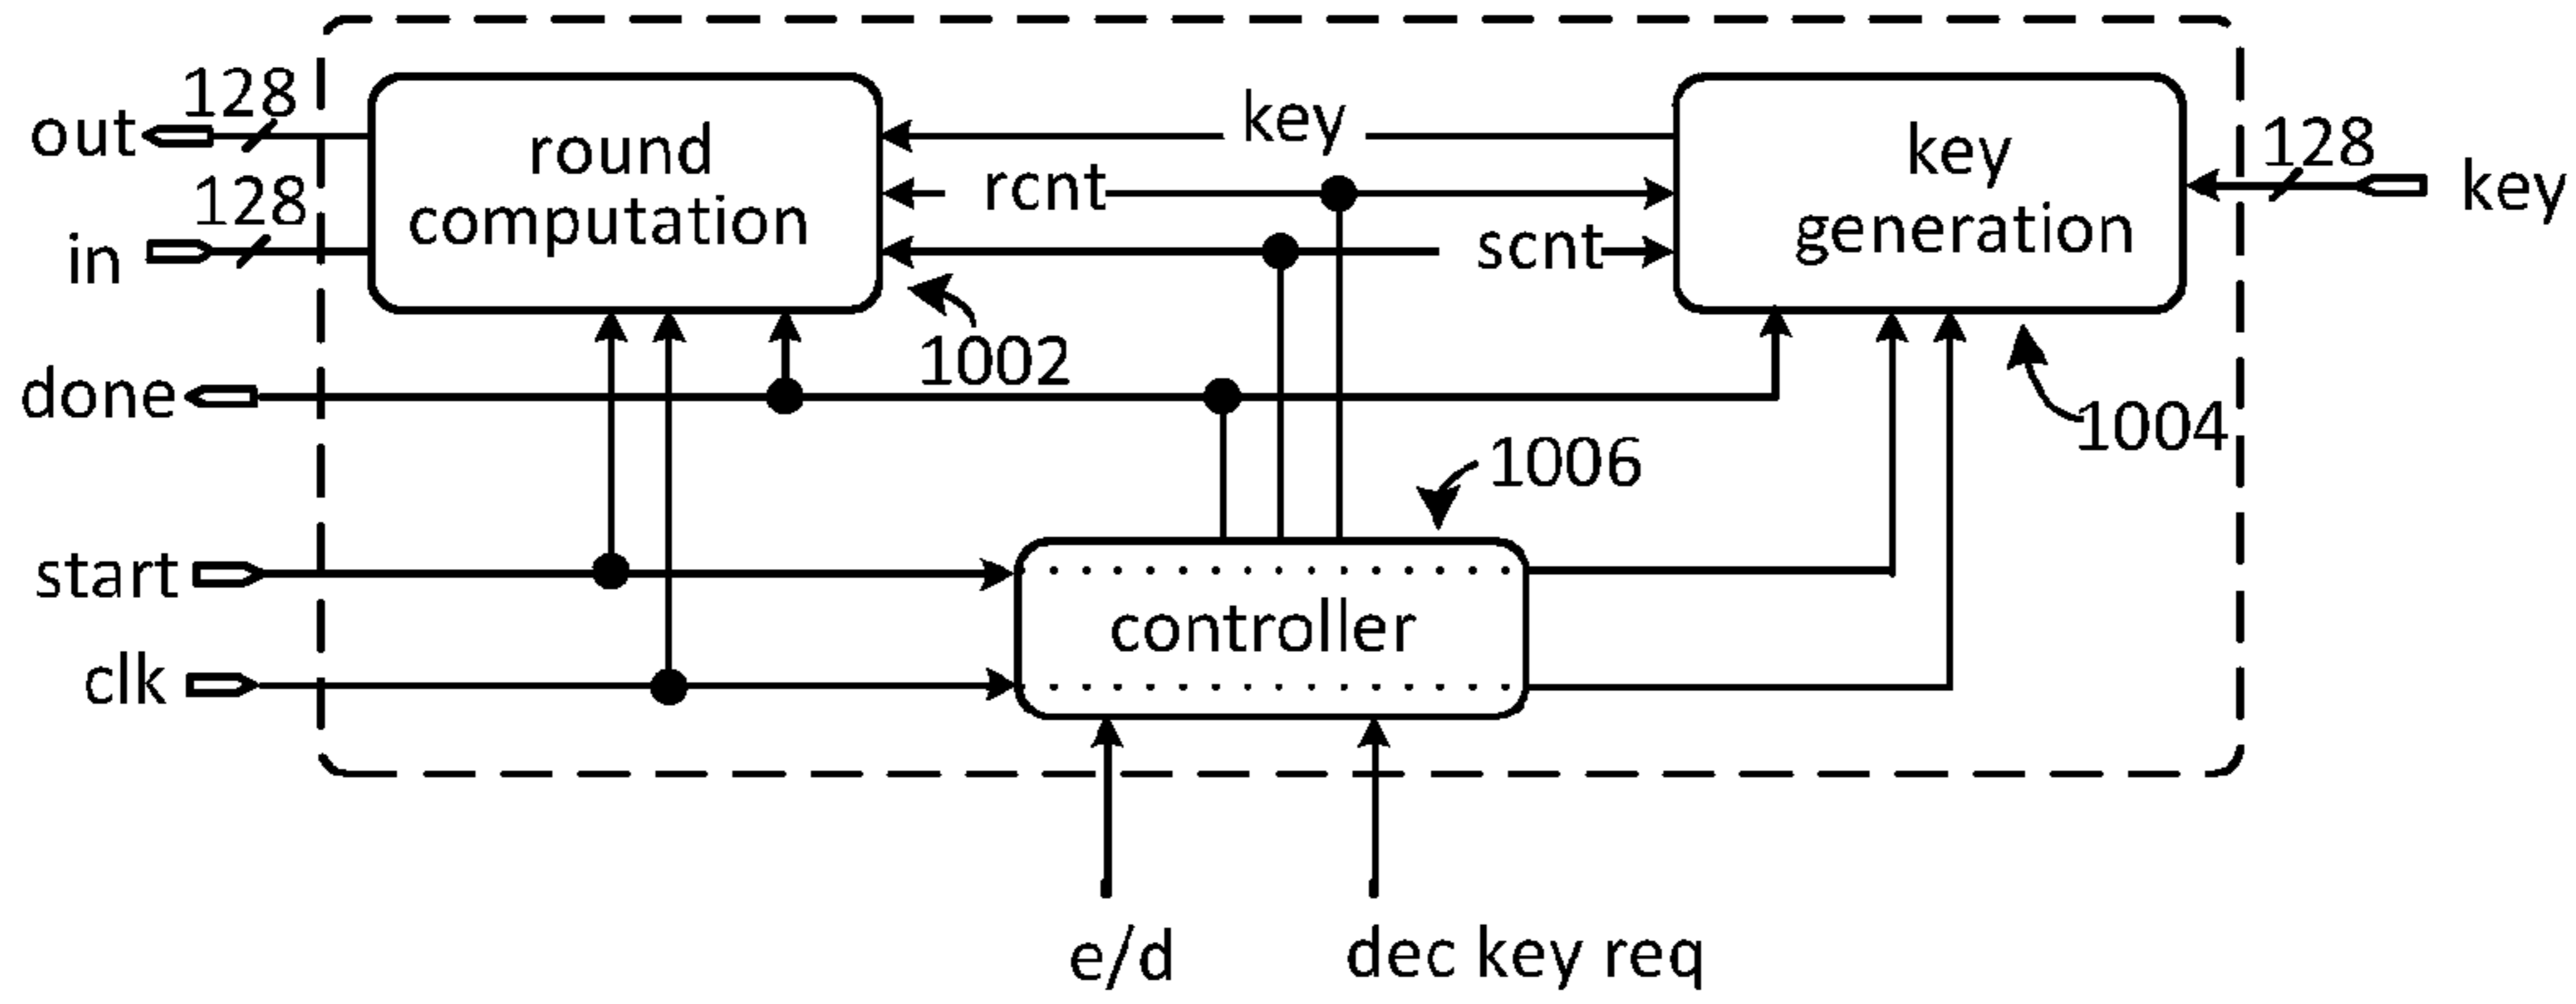 128
out
128
in
round
computation
key
rcnt
scnt
key
generation
128
key
1002
done
1004
1006
start
controller
clk
e/d
dec key req